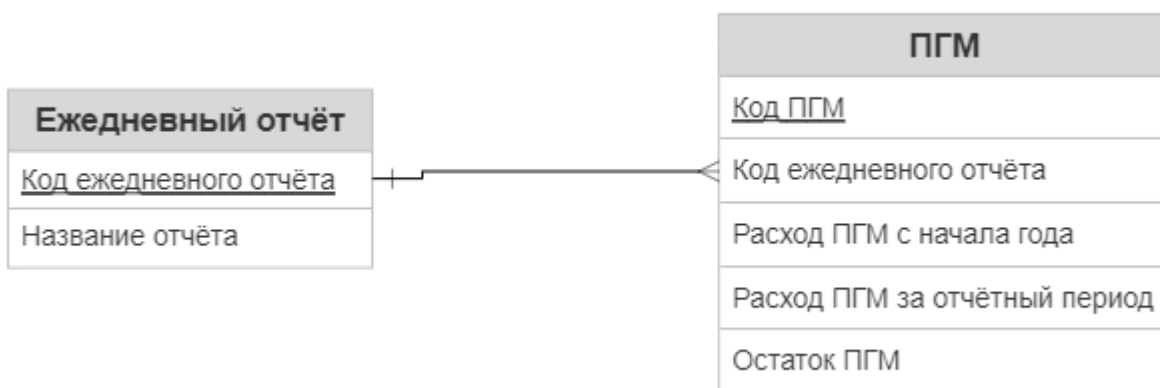 Ежедневный отчёт
Код ежедневного отчёта
Название отчёта
ПГМ
Код ПГМ
Код ежедневного отчёта
Расход ПГМ с начала года
Расход ПГМ за отчётный период
Остаток ПГМ